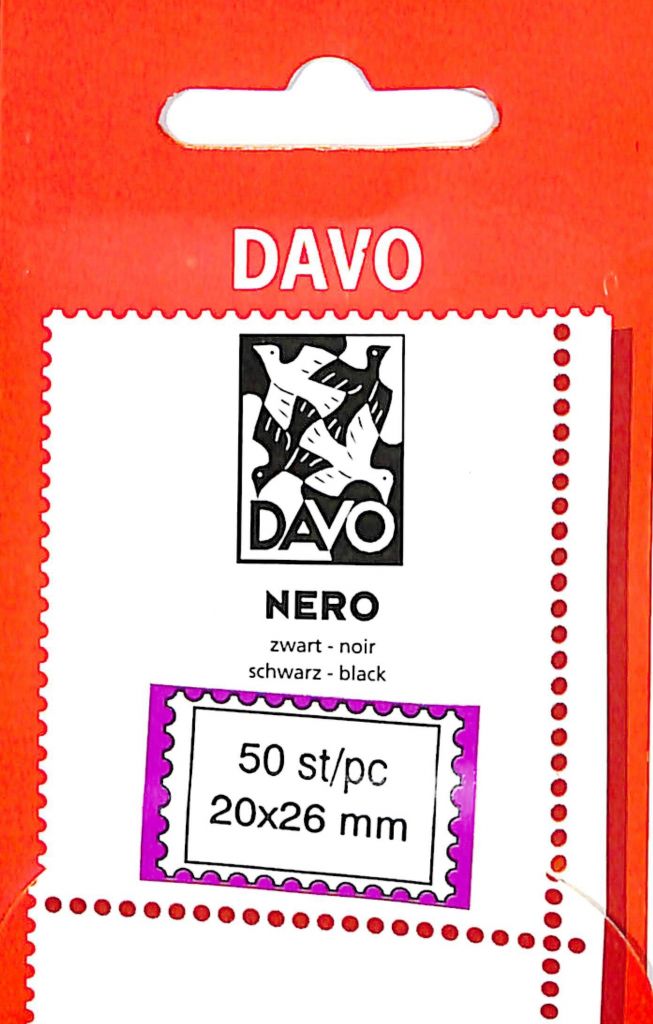 DAVO
DAVO
NERO
zwart - noir
schwarz - black
50 st/pc
20x26 mm